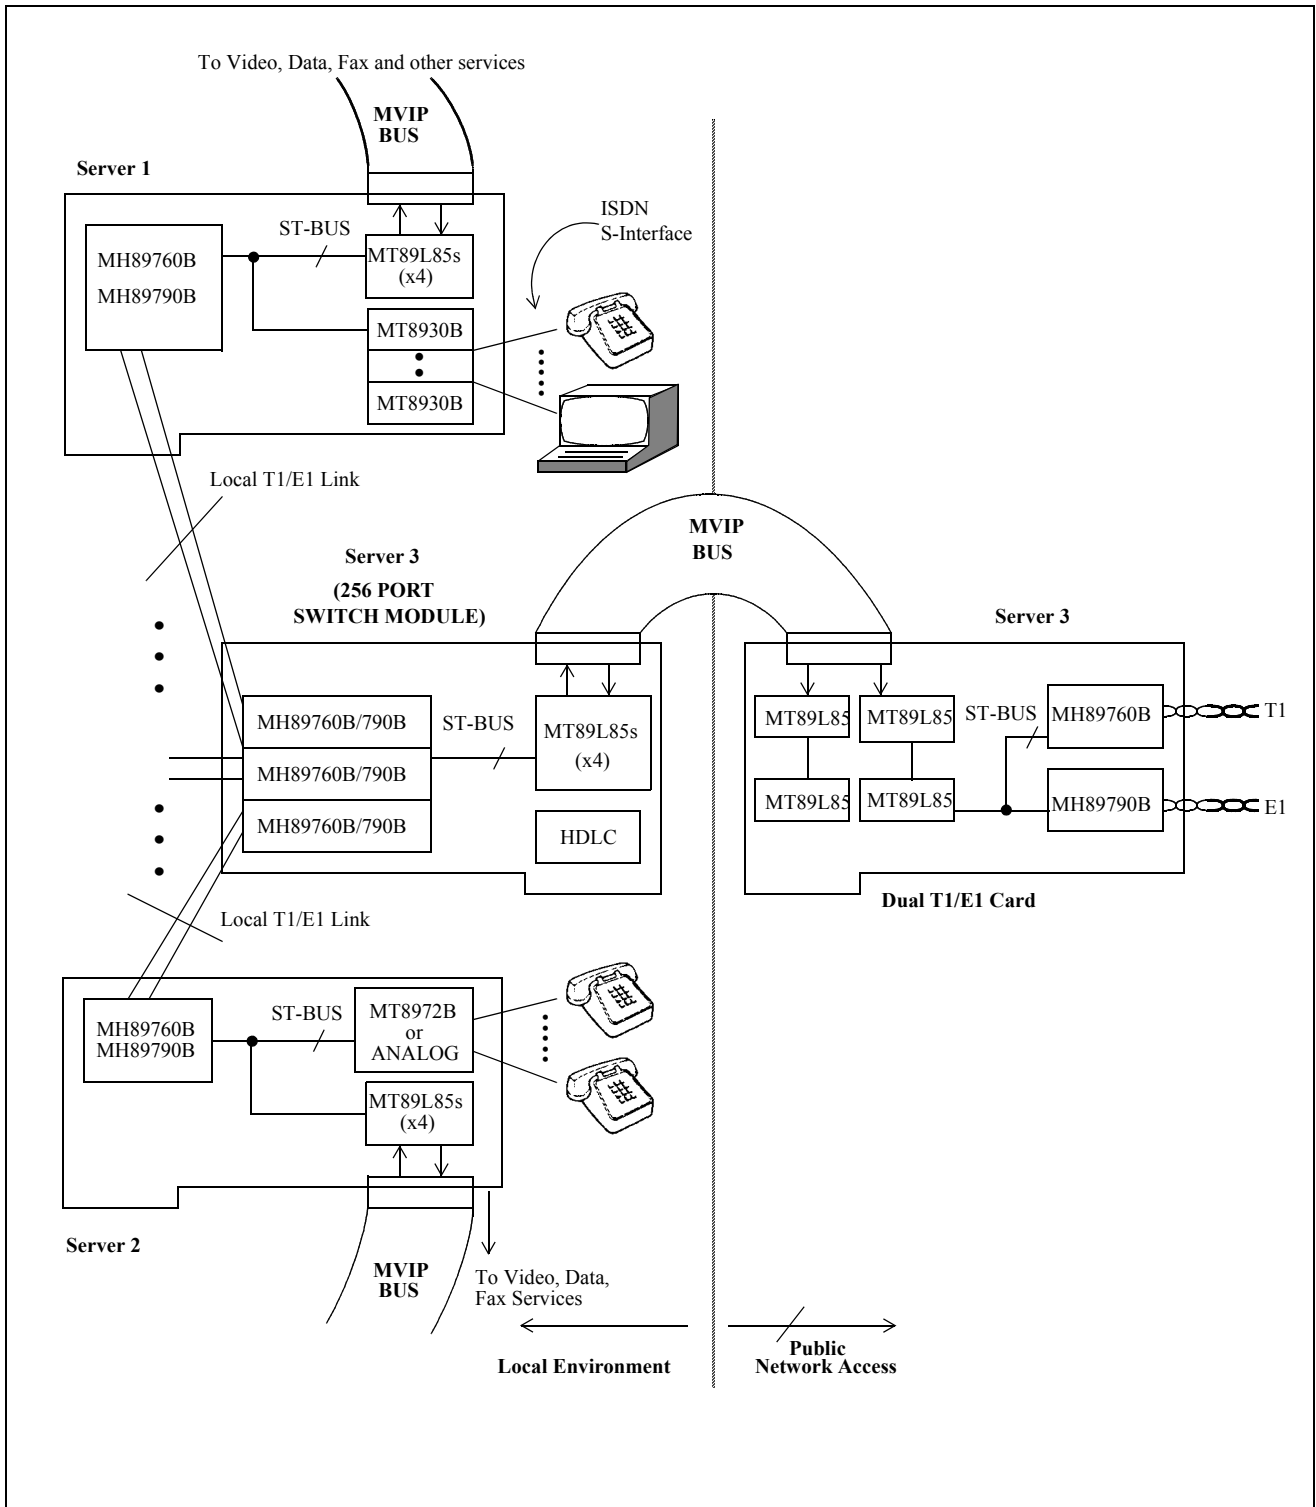 To Video, Data, Fax and other services
MVIP
BUS
Server 1
ST-BUS
ISDN
S-Interface
MH89760B
MH89790B
MT89L85s
(x4)
MT8930B
MT8930B
Local T1/E1 Link
MVIP
BUS
Server 3
(256 PORT
SWITCH MODULE)
Server 3
MH89760B/790B
MH89760B/790B
MH89760B/790B
ST-BUS
MT89L85s
(x4)
HDLC
MT89L85
MT89L85
MT89L85
MT89L85
ST-BUS
MH89760B
T1
MH89790B
E1
Dual T1/E1 Card
Local T1/E1 Link
MH89760B
MH89790B
ST-BUS
MT8972B
or
ANALOG
MT89L85s
(x4)
Server 2
MVIP
BUS
To Video, Data,
Fax Services
Local Environment
Public
Network Access